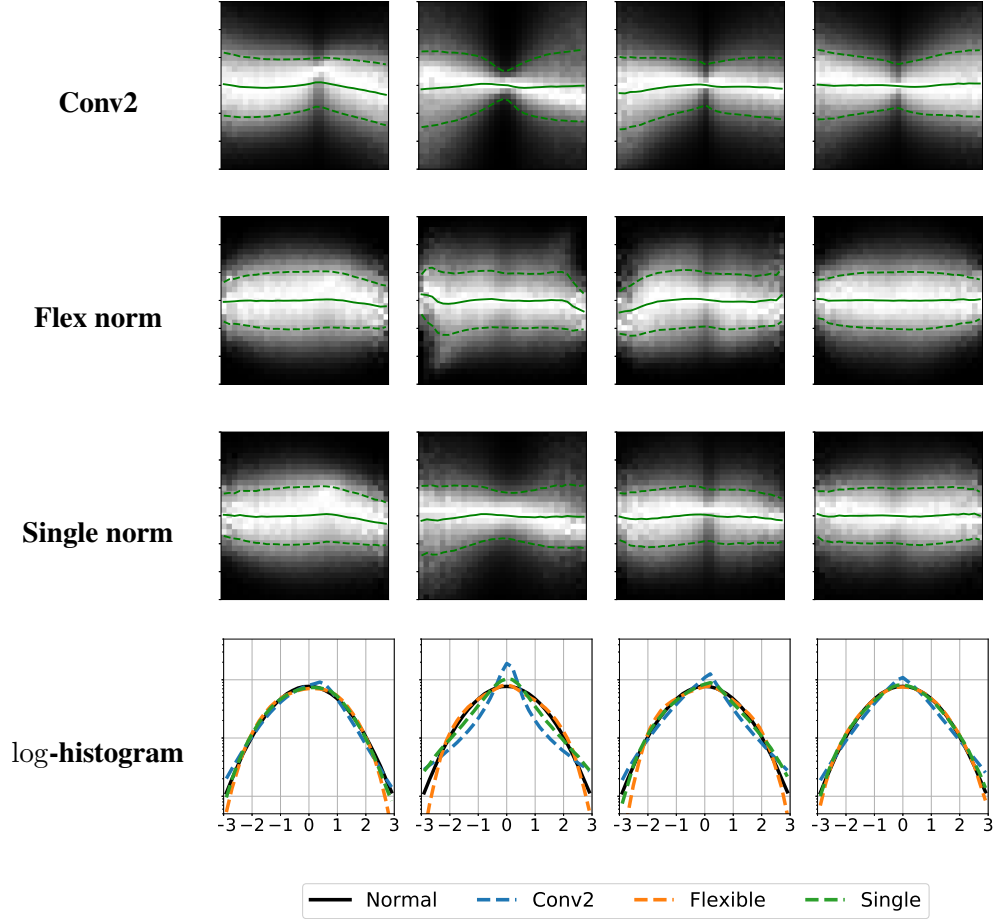 Conv2
Flex norm
Single norm
log-histogram
-3 −2 −1 0 1 2 3
-3 −2 −1 0 1 2 3
-3 −2 −1 0 1 2 3
-3 −2 −1 0 1 2 3
Normal Conv2 Flexible Single